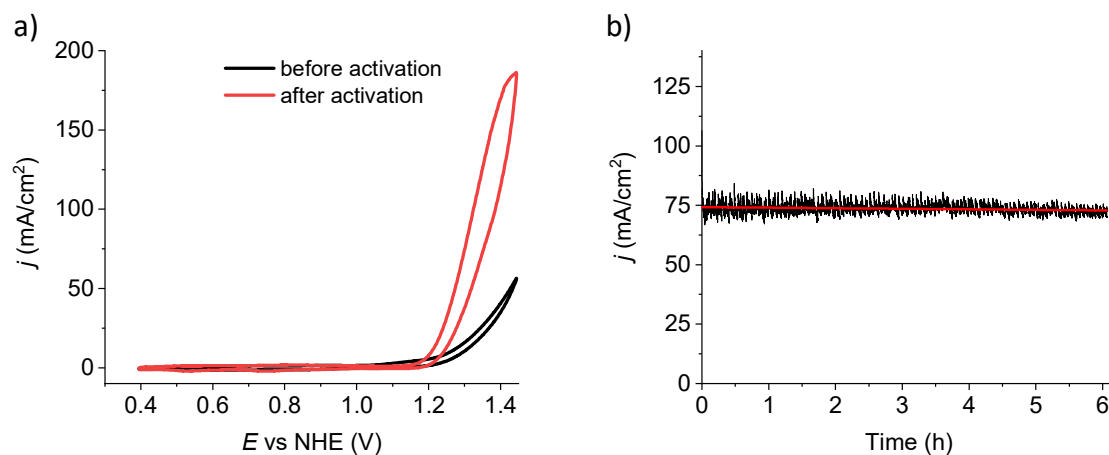 a)
200
150
100
50
0
j (mA/cm²)
before activation
after activation
0.4 0.6 0.8 1.0 1.2 1.4
E vs NHE (V)
b)
125
100
75
50
25
0
j (mA/cm²)
0 1 2 3 4 5 6
Time (h)